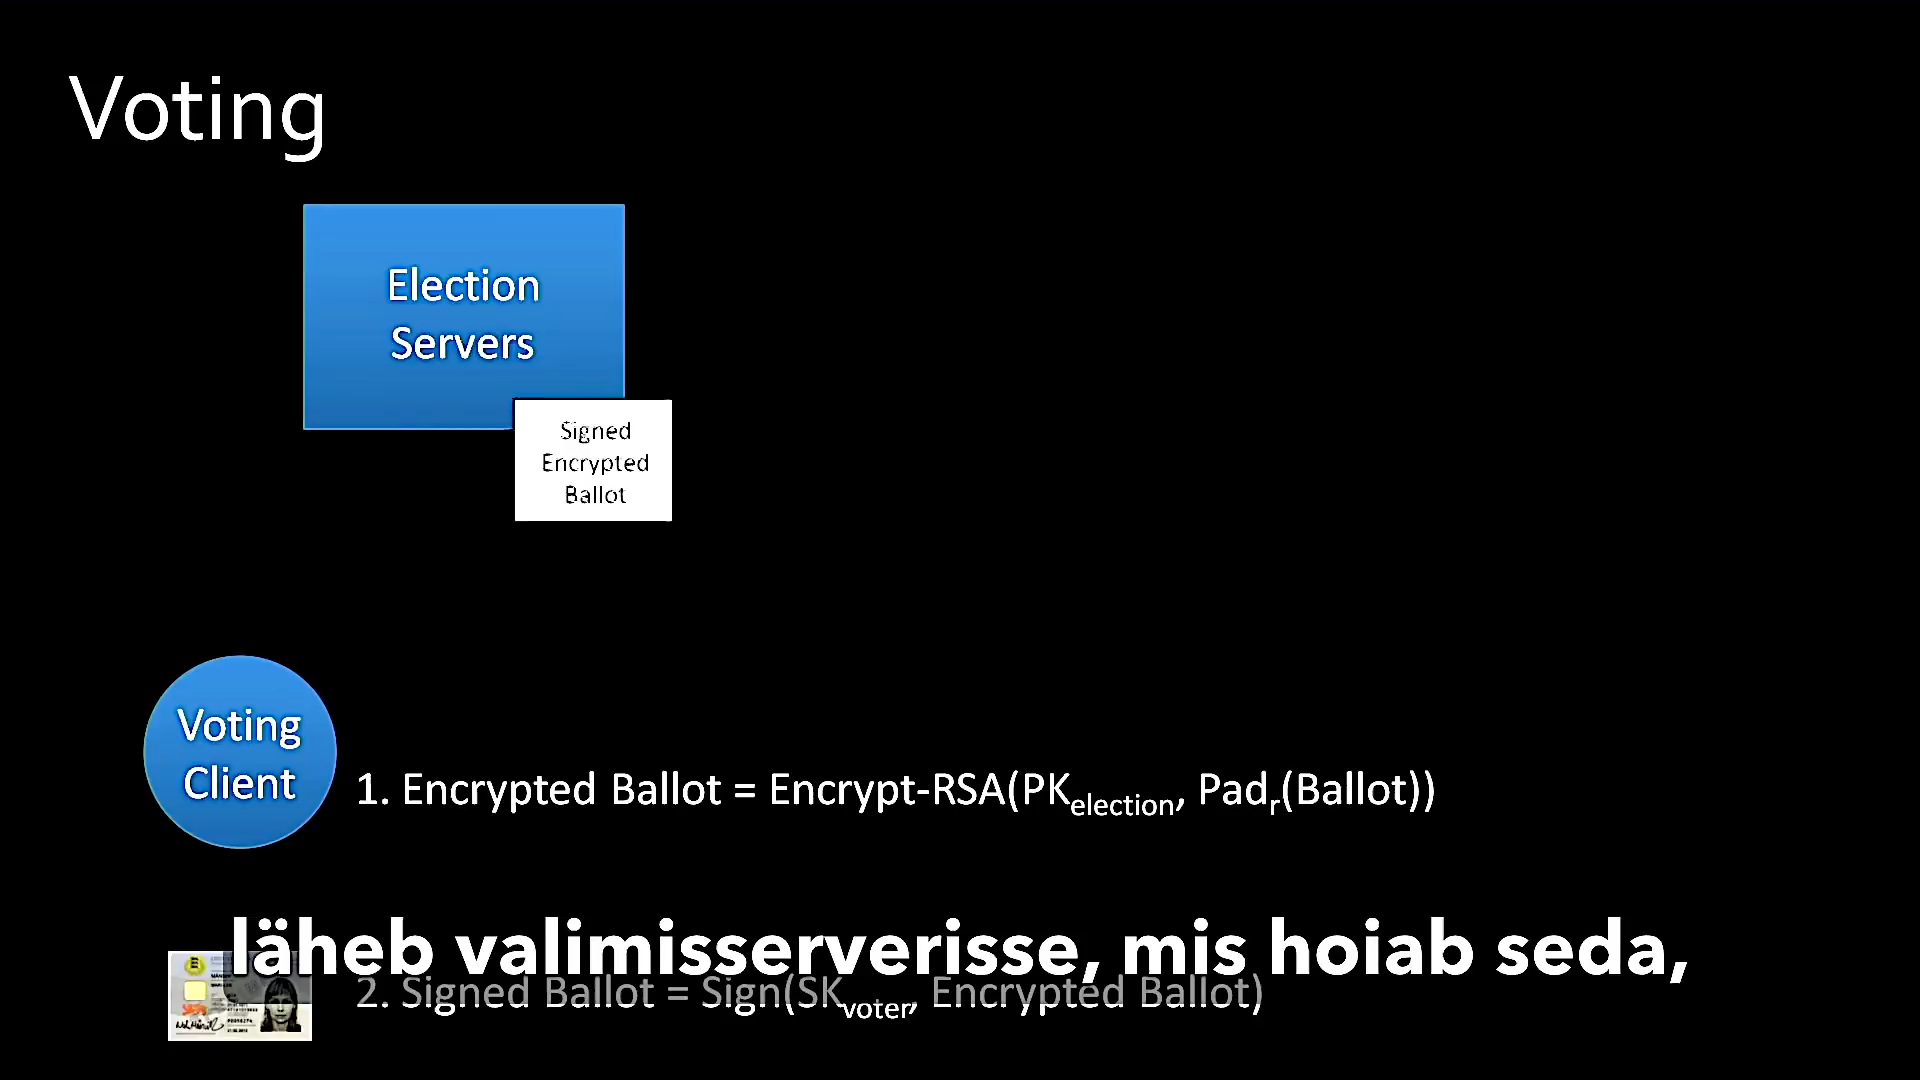 Voting
Election
Servers
Signed
Encrypted
Ballot
Voting
Client
1. Encrypted Ballot = Encrypt-RSA(PKelection, Padr(Ballot))
läheb valimisserverisse, mis hoiab seda,
2. Signed Ballot = Sign(SKvoter, Encrypted Ballot)